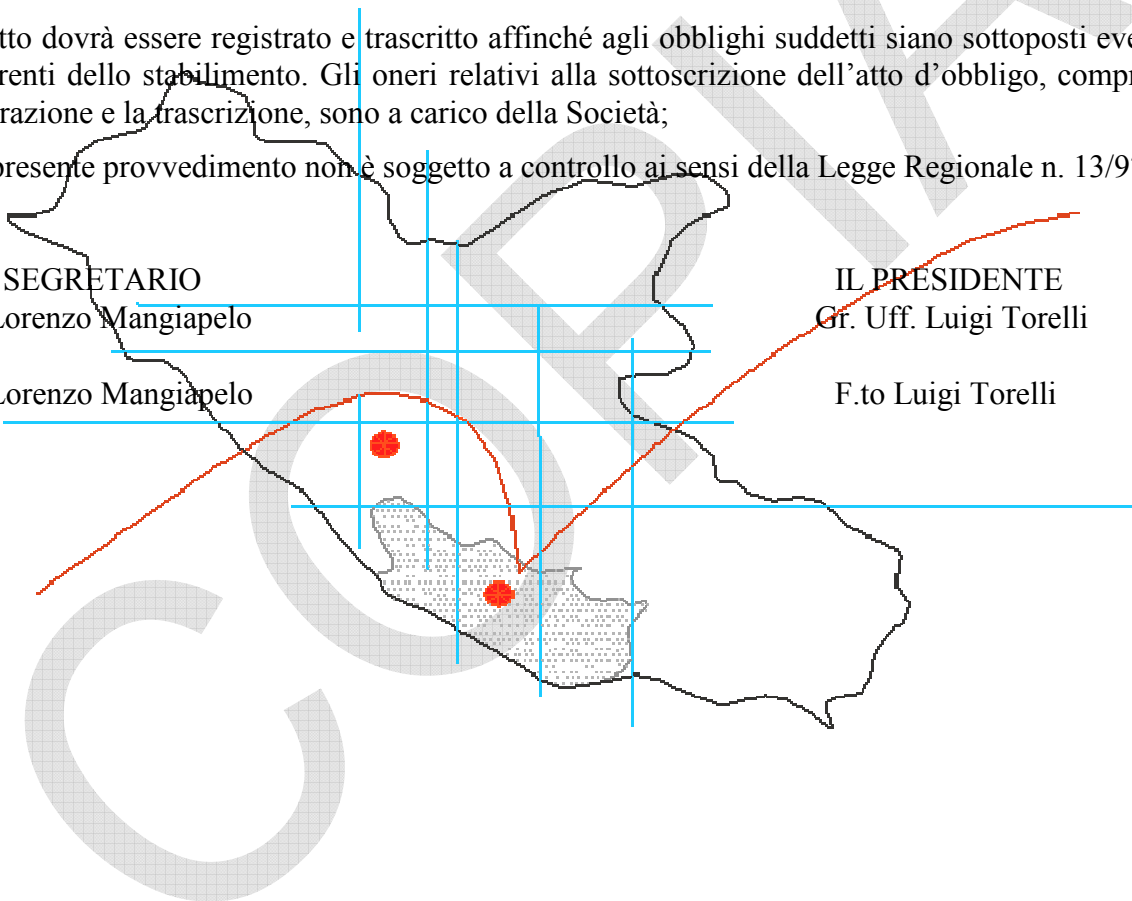 tto dovrà essere registrato e trascritto affinché agli obblighi suddetti siano sottoposti eve
renti dello stabilimento. Gli oneri relativi alla sottoscrizione dell’atto d’obbligo, compr
razione e la trascrizione, sono a carico della Società;
presente provvedimento non è soggetto a controllo ai sensi della Legge Regionale n. 13/9
SEGRETARIO IL PRESIDENTE
Lorenzo Mangiapelo Gr. Uff. Luigi Torelli
Lorenzo Mangiapelo F.to Luigi Torelli
COPIA